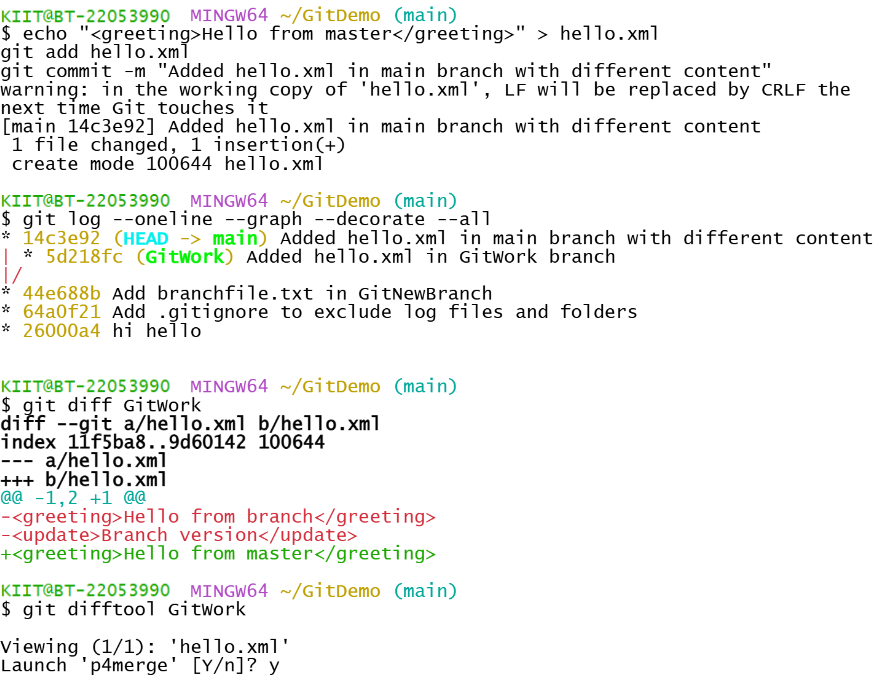 KIIT@BT-22053990 MINGW64 ~/GitDemo (main)
$ echo "<greeting>Hello from master</greeting>" > hello.xml
git add hello.xml
git commit -m "Added hello.xml in main branch with different content"
warning: in the working copy of 'hello.xml', LF will be replaced by CRLF the
next time Git touches it
[main 14c3e92] Added hello.xml in main branch with different content
 1 file changed, 1 insertion(+)
 create mode 100644 hello.xml
KIIT@BT-22053990 MINGW64 ~/GitDemo (main)
$ git log --oneline --graph --decorate --all
* 14c3e92 (HEAD -> main) Added hello.xml in main branch with different content
| * 5d218fc (GitWork) Added hello.xml in GitWork branch
|/
* 44e688b Add branchfile.txt in GitNewBranch
* 64a0f21 Add .gitignore to exclude log files and folders
* 26000a4 hi hello
KIIT@BT-22053990 MINGW64 ~/GitDemo (main)
$ git diff GitWork
diff --git a/hello.xml b/hello.xml
index 11f5ba8..9d60142 100644
--- a/hello.xml
+++ b/hello.xml
@@ -1,2 +1 @@
-<greeting>Hello from branch</greeting>
-<update>Branch version</update>
+<greeting>Hello from master</greeting>
KIIT@BT-22053990 MINGW64 ~/GitDemo (main)
$ git difftool GitWork
Viewing (1/1): 'hello.xml'
Launch 'p4merge' [Y/n]? y